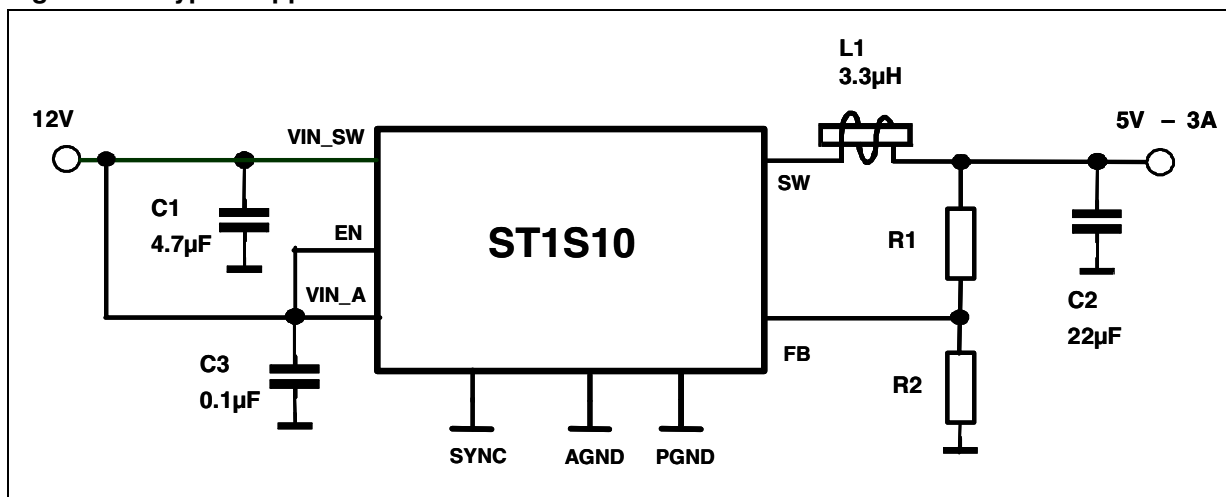 L1
3.3µH
12V
VIN_SW
5V – 3A
SW
C1
4.7µF
EN
ST1S10
R1
VIN_A
C2
22µF
C3
0.1µF
FB
R2
SYNC
AGND
PGND